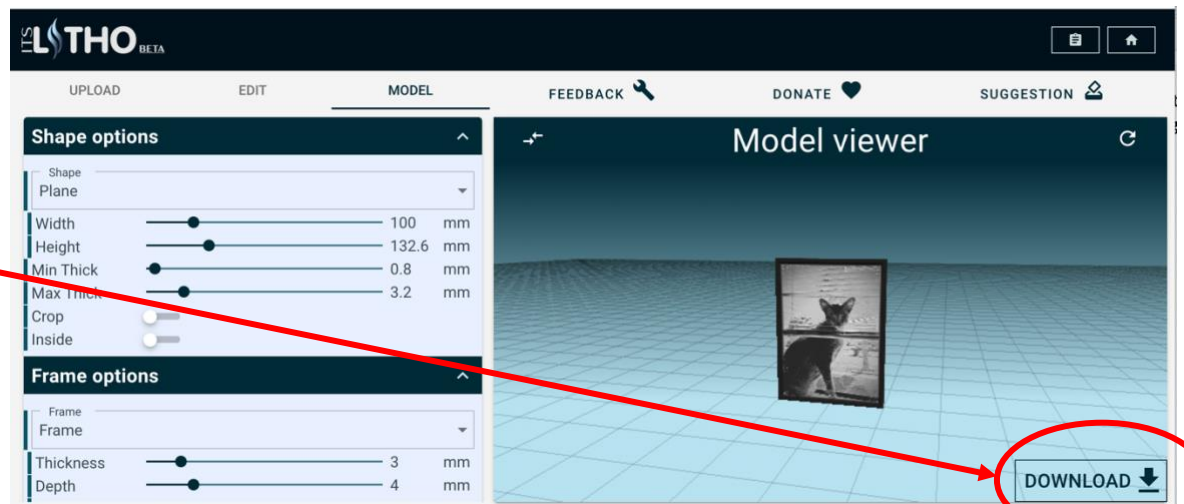 ITS LITHO BETA
UPLOAD EDIT MODEL FEEDBACK DONATE SUGGESTION
Shape options
Model viewer
Shape
Plane
Width 100 mm
Height 132.6 mm
Min Thick 0.8 mm
Max Thick 3.2 mm
Crop
Inside
Frame options
Frame
Frame
Thickness 3 mm
Depth 4 mm
DOWNLOAD